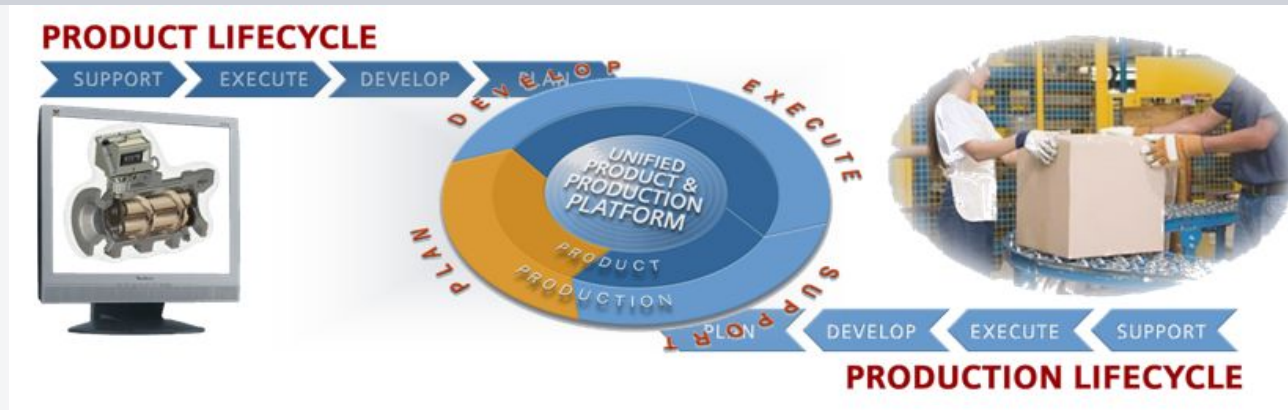 PRODUCT LIFECYCLE
SUPPORT EXECUTE DEVELOP PLAN
DEVELOP
EXECUTE
UNIFIED
PRODUCT &
PRODUCTION
PLATFORM
PLAN
PRODUCT
PRODUCTION
SUPPORT
PLAN DEVELOP EXECUTE SUPPORT
PRODUCTION LIFECYCLE